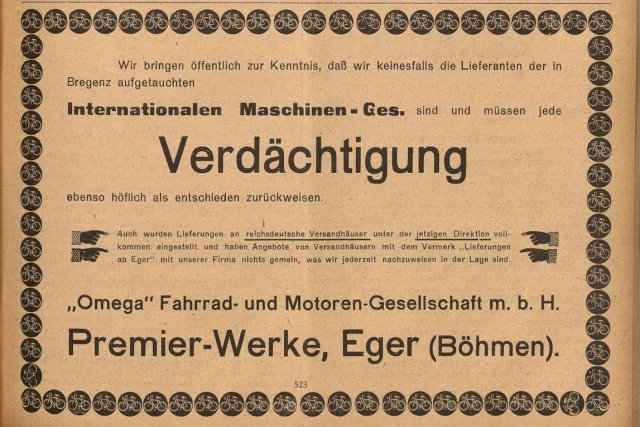 Wir bringen öffentlich zur Kenntnis, daß wir keinesfalls die Lieferanten der in
Bregenz aufgetauchten
Internationalen Maschinen-Ges. sind und müssen jede
Verdächtigung
ebenso höflich als entschieden zurückweisen.
Auch wurden Lieferungen an reichsdeutsche Versandhäuser unter der jetzigen Direktion voll-
kommen eingestellt und haben Angebote von Versandhäusern mit dem Vermerk „Lieferungen
ab Eger“ mit unserer Firma nichts gemein, was wir jederzeit nachzuweisen in der Lage sind.
„Omega“ Fahrrad- und Motoren-Gesellschaft m. b. H.
Premier-Werke, Eger (Böhmen).
523